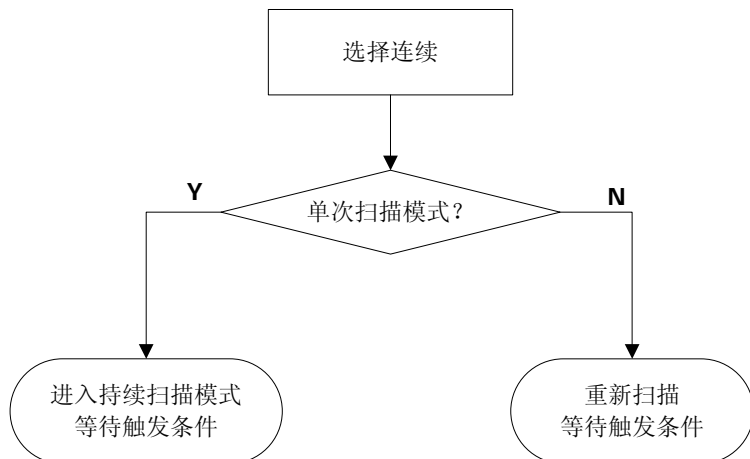 选择连续
Y
单次扫描模式？
N
进入持续扫描模式
等待触发条件
重新扫描
等待触发条件